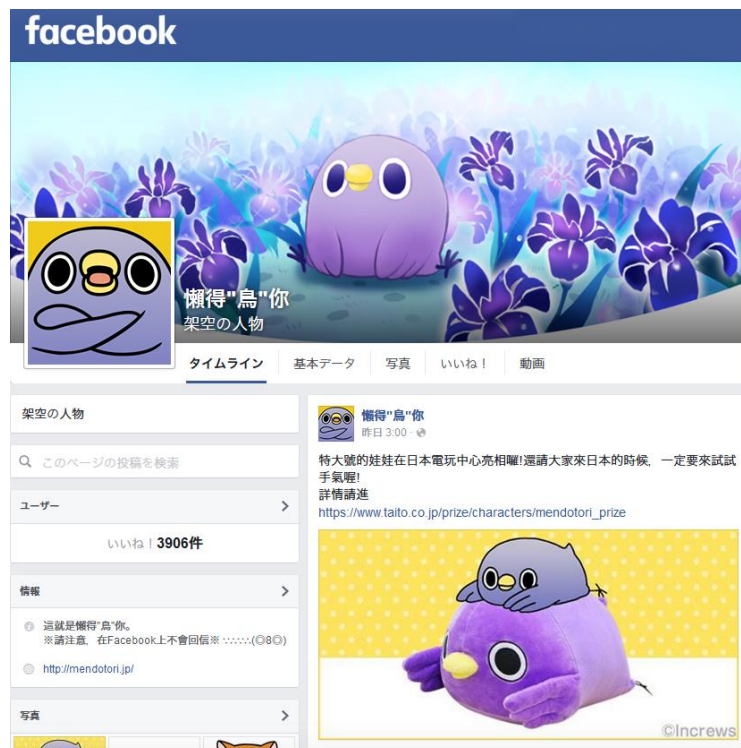 facebook
懶得"鳥"你
架空の人物
タイムライン
基本データ
写真
いいね！
動画
架空の人物
このページの投稿を検索
ユーザー
いいね！3906件
情報
這就是懶得"鳥"你。
※請注意，在Facebook上不會回信※ ∵∴∵∴(◎8◎)
http://mendotori.jp/
写真
懶得"鳥"你
昨日 3:00
特大號的娃娃在日本電玩中心亮相囉!還請大家來日本的時候，一定要來試試
手氣喔!
詳情請進
https://www.taito.co.jp/prize/characters/mendotori_prize
©Increws